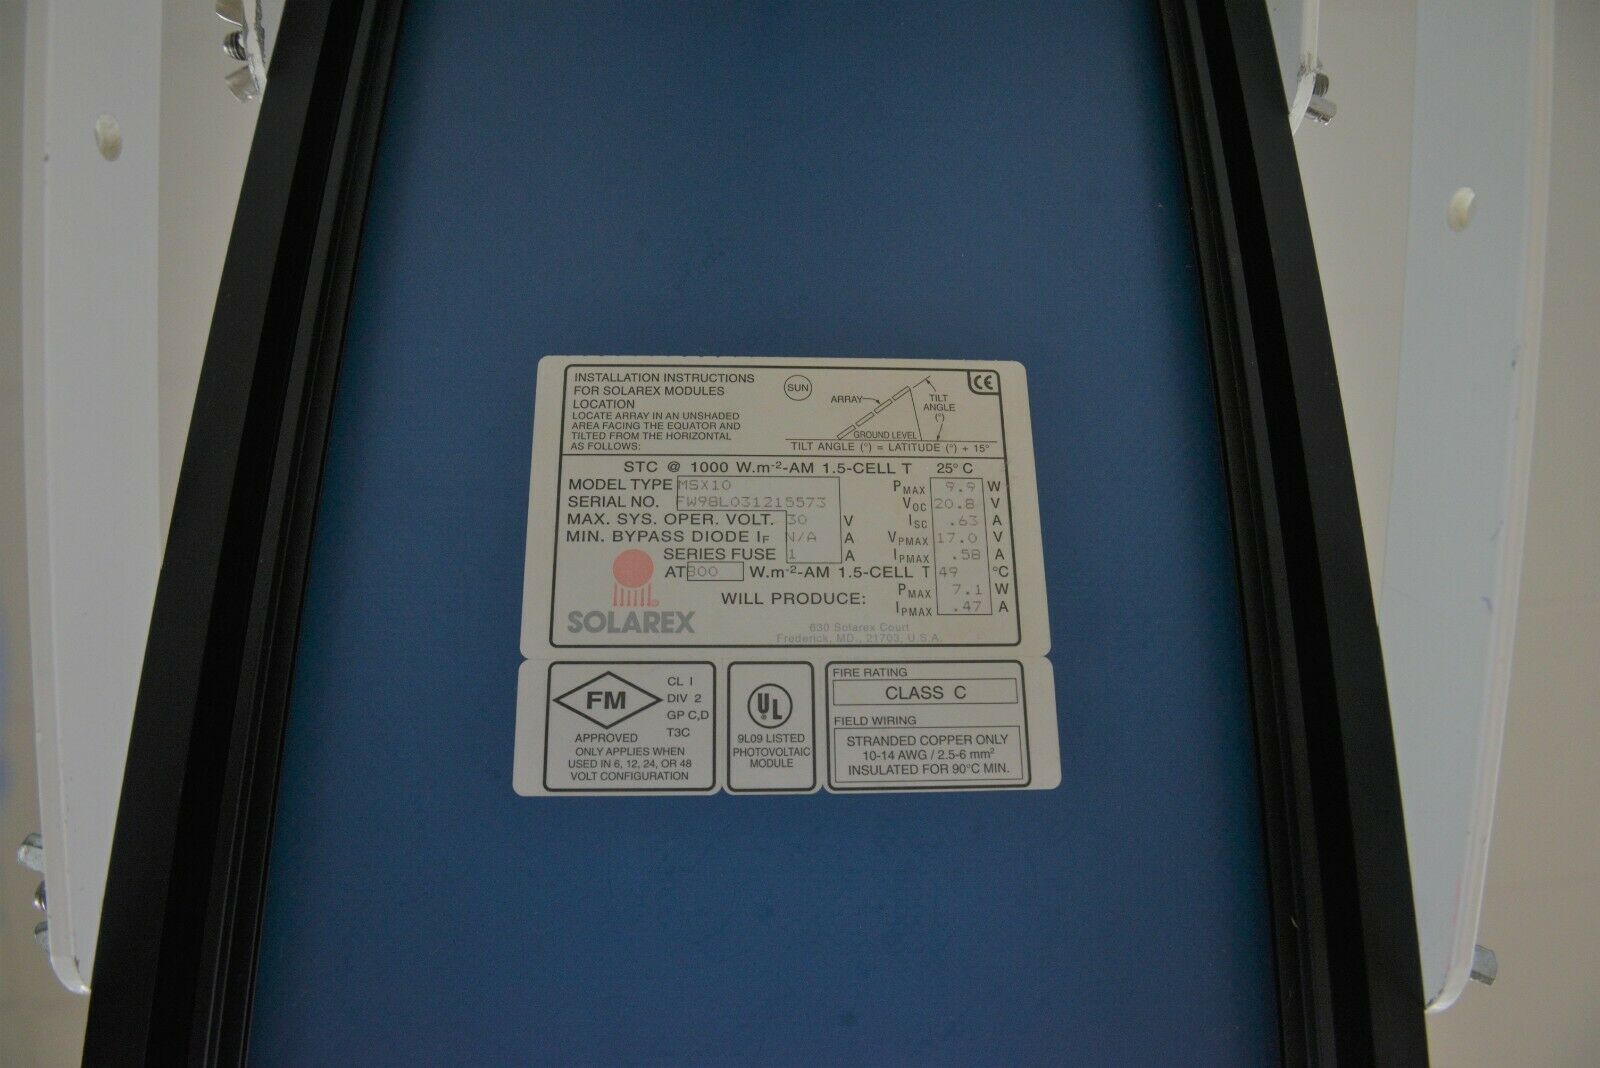 INSTALLATION INSTRUCTIONS
FOR SOLAREX MODULES
LOCATION
LOCATE ARRAY IN AN UNSHADED
AREA FACING THE EQUATOR AND
TILTED FROM THE HORIZONTAL
AS FOLLOWS:
SUN
ARRAY
TILT
ANGLE
(°)
GROUND LEVEL
TILT ANGLE (°) = LATITUDE (°) + 15°
CE
STC @ 1000 W.m-2-AM 1.5-CELL T 25°C
MODEL TYPE MSX10
SERIAL NO. FW98L031215573
MAX. SYS. OPER. VOLT. 30 V
MIN. BYPASS DIODE IF N/A A
SERIES FUSE 1 A
PMAX 9.9 W
VOC 20.8 V
ISC .63 A
VPMAX 17.0 V
IPMAX .58 A
AT 800 W.m-2-AM 1.5-CELL T 49 °C
WILL PRODUCE:
PMAX 7.1 W
IPMAX .47 A
SOLAREX
630 Solarex Court
Frederick, MD., 21703, U.S.A.
FM
APPROVED
CL I
DIV 2
GP C,D
T3C
ONLY APPLIES WHEN
USED IN 6, 12, 24, OR 48
VOLT CONFIGURATION
UL
9L09 LISTED
PHOTOVOLTAIC
MODULE
FIRE RATING
CLASS C
FIELD WIRING
STRANDED COPPER ONLY
10-14 AWG / 2.5-6 mm²
INSULATED FOR 90°C MIN.